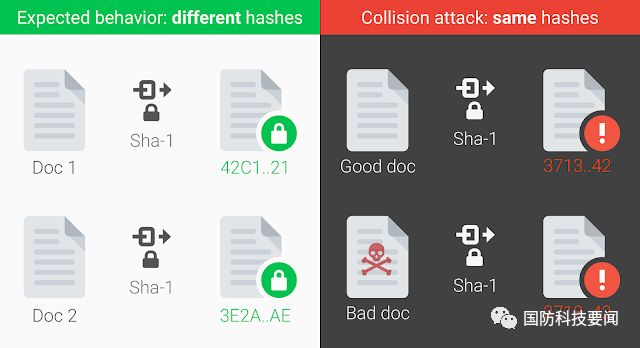 Expected behavior: different hashes
Doc 1
Sha-1
42C1..21
Doc 2
Sha-1
3E2A..AE
Collision attack: same hashes
Good doc
Sha-1
3713..42
Bad doc
Sha-1
国防科技要闻